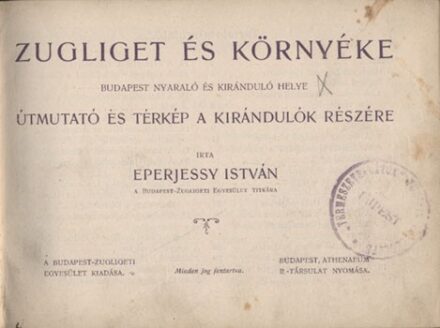 ZUGLIGET ÉS KÖRNYÉKE
BUDAPEST NYARALÓ ÉS KIRÁNDULÓ HELYE
ÚTMUTATÓ ÉS TÉRKÉP A KIRÁNDULÓK RÉSZÉRE
IRTA
EPERJESSY ISTVÁN
A BUDAPEST-ZUGLIGETI EGYESÜLET TITKÁRA
A BUDAPEST-ZUGLIGETI
EGYESÜLET KIADÁSA.
Minden jog fentartva.
BUDAPEST, ATHENAEUM
R.-TÁRSULAT NYOMÁSA.